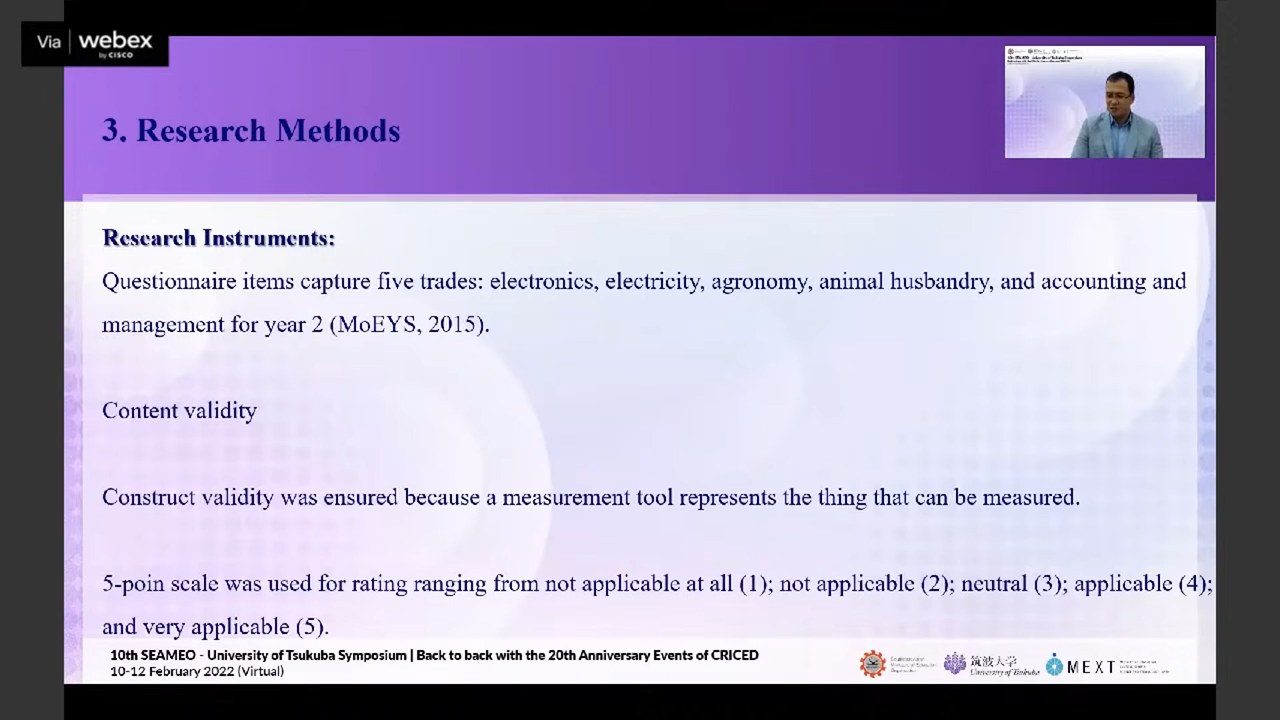 Via webex
by CISCO
3. Research Methods
Research Instruments:
Questionnaire items capture five trades: electronics, electricity, agronomy, animal husbandry, and accounting and
management for year 2 (MoEYS, 2015).
Content validity
Construct validity was ensured because a measurement tool represents the thing that can be measured.
5-poin scale was used for rating ranging from not applicable at all (1); not applicable (2); neutral (3); applicable (4);
and very applicable (5).
10th SEAMEO - University of Tsukuba Symposium | Back to back with the 20th Anniversary Events of CRICED
10-12 February 2022 (Virtual)
筑波大学
University of Tsukuba
MEXT